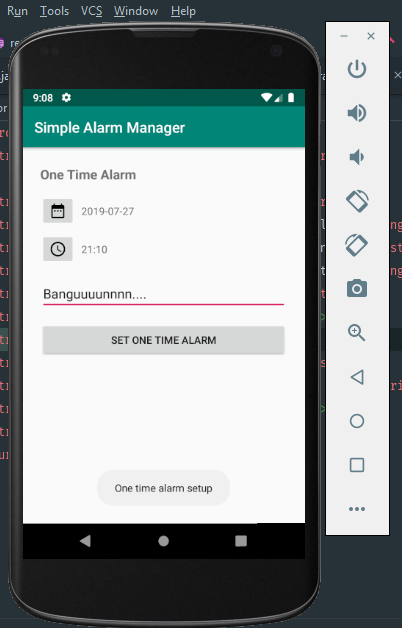 Run Tools VCS Window Help
9:08
Simple Alarm Manager
One Time Alarm
2019-07-27
21:10
Banguuuunnnn....
SET ONE TIME ALARM
One time alarm setup